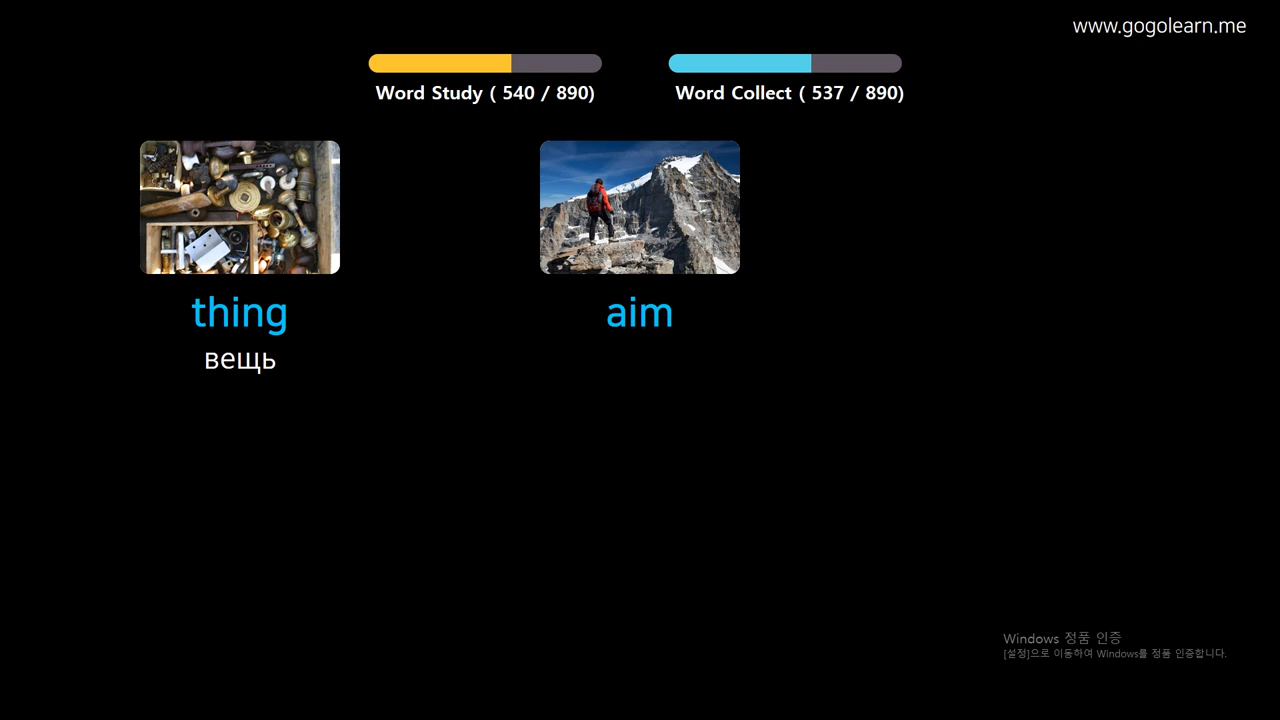 www.gogolearn.me
Word Study ( 540 / 890)
Word Collect ( 537 / 890)
thing
aim
вещь
Windows 정품 인증
[설정]으로 이동하여 Windows를 정품 인증합니다.